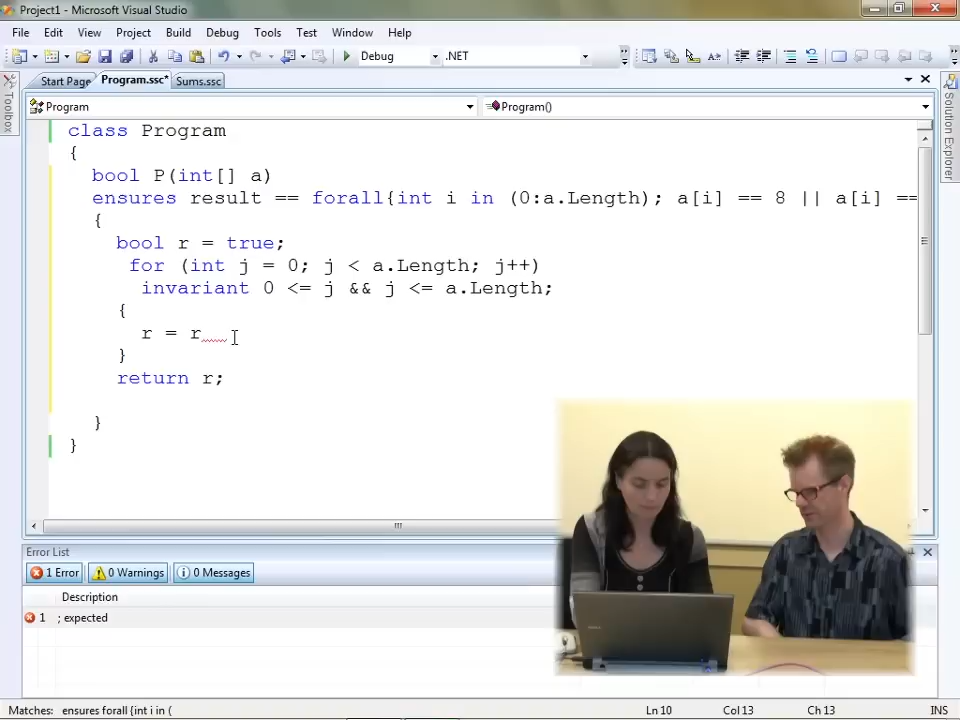 Project1 - Microsoft Visual Studio
File Edit View Project Build Debug Tools Test Window Help
Debug .NET
Toolbox
Start Page Program.ssc* Sums.ssc
Solution Explorer
Program Program()
class Program
{
bool P(int[] a)
ensures result == forall{int i in (0:a.Length); a[i] == 8 || a[i] ==
{
bool r = true;
for (int j = 0; j < a.Length; j++)
invariant 0 <= j && j <= a.Length;
{
r = r
}
return r;
}
}
Error List
1 Error 0 Warnings 0 Messages
Description
1 ; expected
Matches: ensures forall {int i in ( Ln 10 Col 13 Ch 13 INS